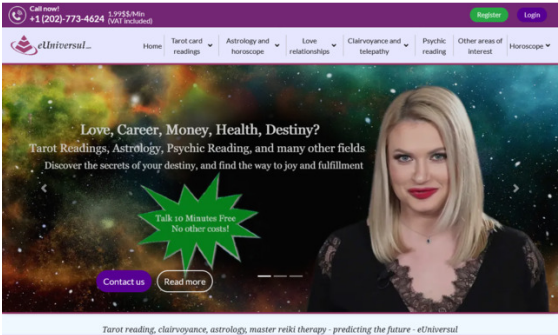 Call now!
+1 (202)-773-4624 1.99$$/Min
(VAT included)
Register
Login
eUniversul...
Home
Tarot card
readings
Astrology and
horoscope
Love
relationships
Clairvoyance and
telepathy
Psychic
reading
Other areas of
interest
Horoscope
Love, Career, Money, Health, Destiny?
Tarot Readings, Astrology, Psychic Reading, and many other fields
Discover the secrets of your destiny, and find the way to joy and fulfillment
Talk 10 Minutes Free
No other costs!
Contact us
Read more
Tarot reading, clairvoyance, astrology, master reiki therapy - predicting the future - eUniversul